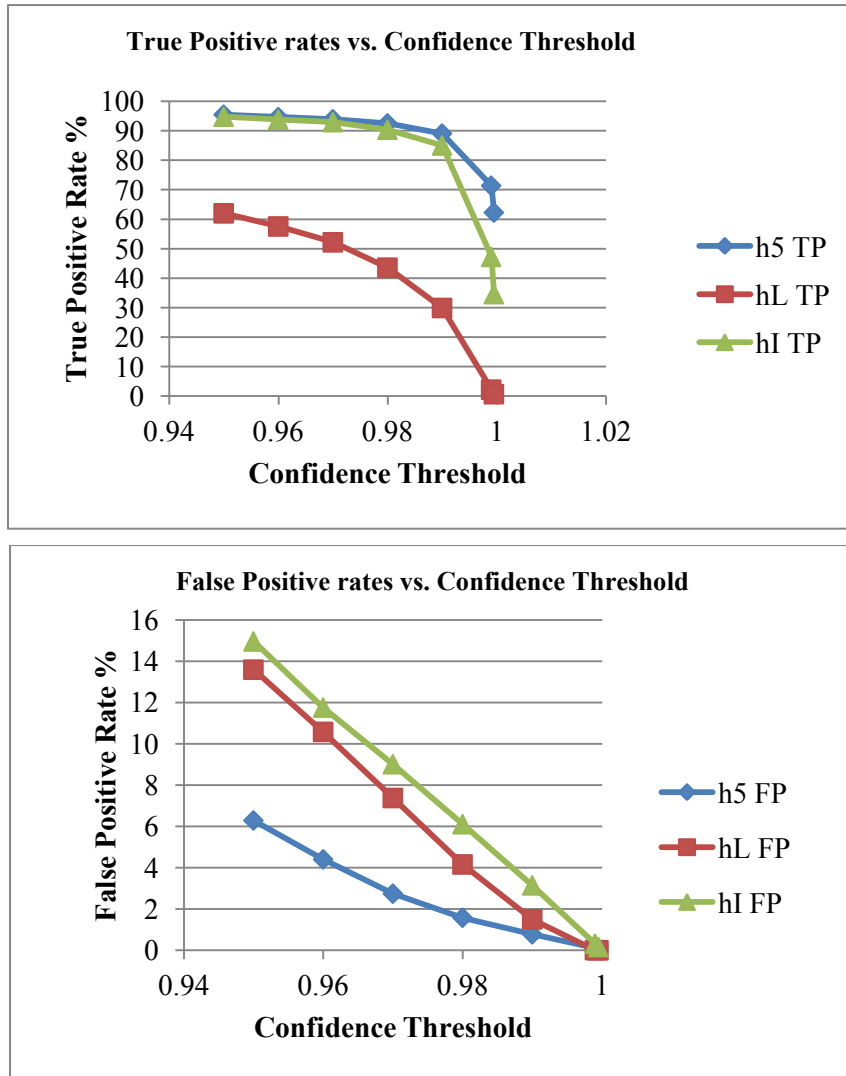 True Positive rates vs. Confidence Threshold
100
90
80
70
60
50
40
30
20
10
0
True Positive Rate %
0.94 0.96 0.98 1 1.02
Confidence Threshold
h5 TP
hL TP
hI TP
False Positive rates vs. Confidence Threshold
16
14
12
10
8
6
4
2
0
False Positive Rate %
0.94 0.96 0.98 1
Confidence Threshold
h5 FP
hL FP
hI FP